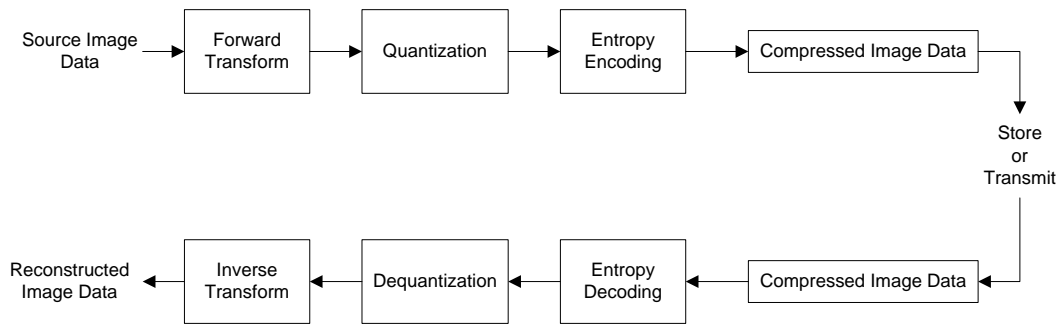 Source Image
Data
Forward
Transform
Quantization
Entropy
Encoding
Compressed Image Data
Store
or
Transmit
Reconstructed
Image Data
Inverse
Transform
Dequantization
Entropy
Decoding
Compressed Image Data